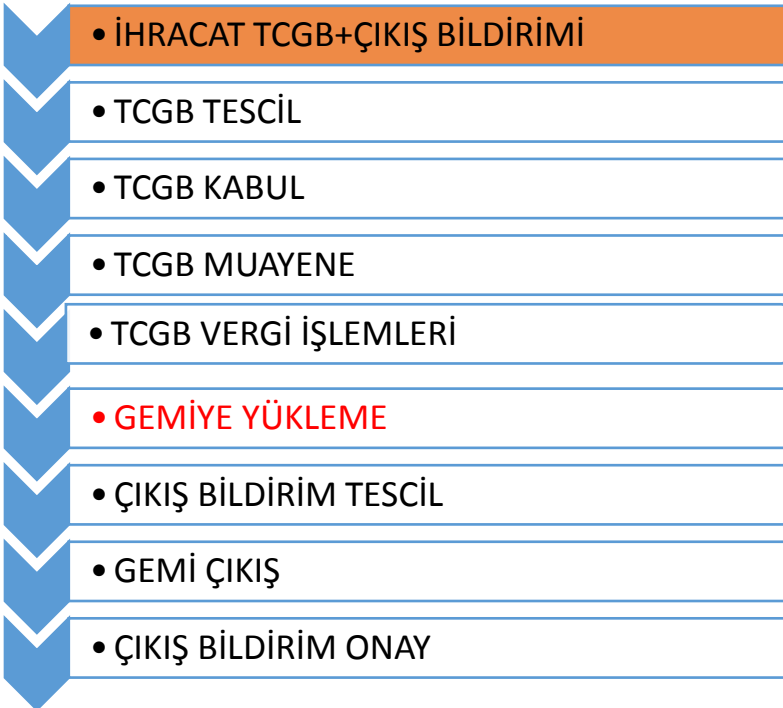 • İHRACAT TCGB+ÇIKIŞ BİLDİRİMİ
• TCGB TESCİL
• TCGB KABUL
• TCGB MUAYENE
• TCGB VERGİ İŞLEMLERİ
• GEMİYE YÜKLEME
• ÇIKIŞ BİLDİRİM TESCİL
• GEMİ ÇIKIŞ
• ÇIKIŞ BİLDİRİM ONAY